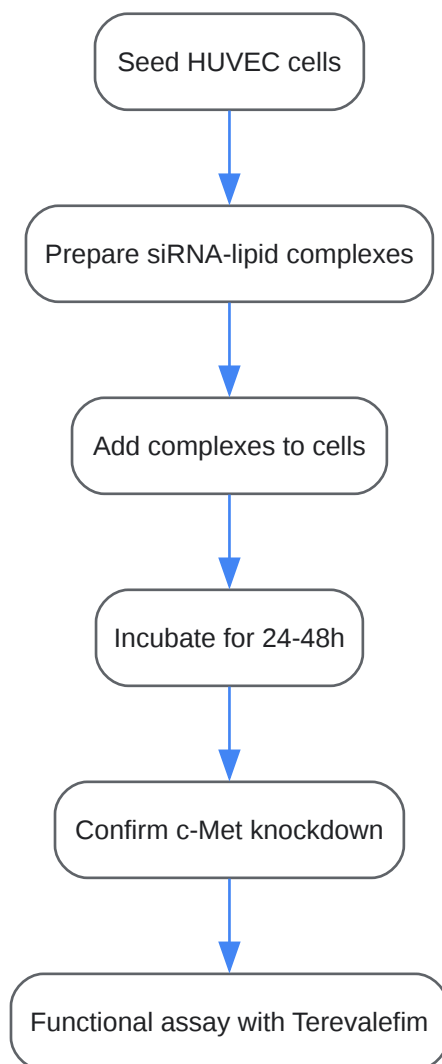 Seed HUVEC cells
Prepare siRNA-lipid complexes
Add complexes to cells
Incubate for 24-48h
Confirm c-Met knockdown
Functional assay with Terevalefim